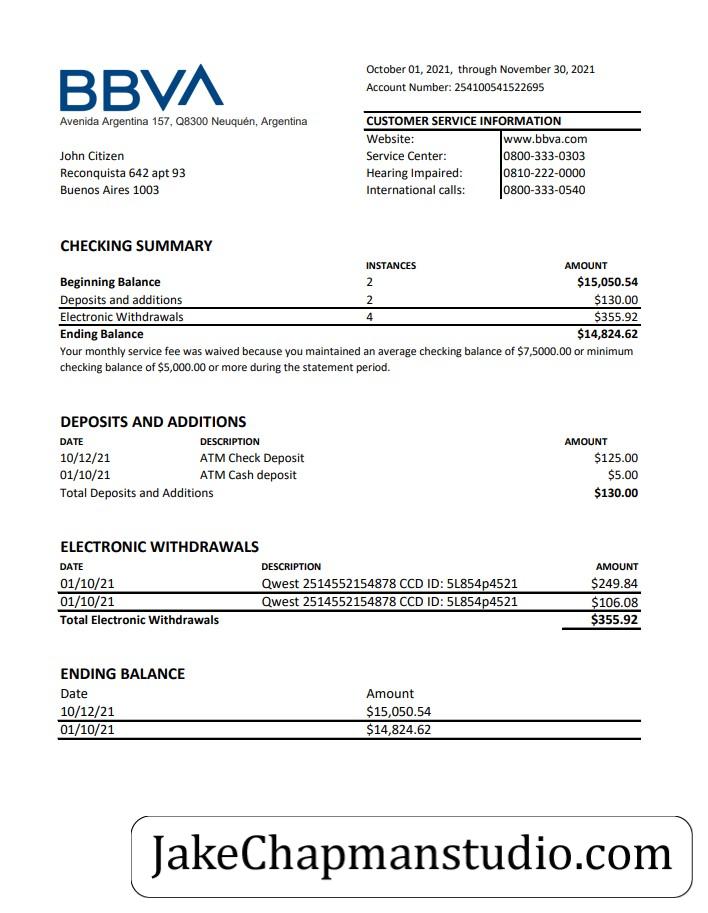 BBVA
Avenida Argentina 157, Q8300 Neuquén, Argentina
October 01, 2021, through November 30, 2021
Account Number: 254100541522695
CUSTOMER SERVICE INFORMATION
Website: www.bbva.com
Service Center: 0800-333-0303
Hearing Impaired: 0810-222-0000
International calls: 0800-333-0540
John Citizen
Reconquista 642 apt 93
Buenos Aires 1003
CHECKING SUMMARY
INSTANCES AMOUNT
Beginning Balance 2 $15,050.54
Deposits and additions 2 $130.00
Electronic Withdrawals 4 $355.92
Ending Balance $14,824.62
Your monthly service fee was waived because you maintained an average checking balance of $7,5000.00 or minimum
checking balance of $5,000.00 or more during the statement period.
DEPOSITS AND ADDITIONS
DATE DESCRIPTION AMOUNT
10/12/21 ATM Check Deposit $125.00
01/10/21 ATM Cash deposit $5.00
Total Deposits and Additions $130.00
ELECTRONIC WITHDRAWALS
DATE DESCRIPTION AMOUNT
01/10/21 Qwest 2514552154878 CCD ID: 5L854p4521 $249.84
01/10/21 Qwest 2514552154878 CCD ID: 5L854p4521 $106.08
Total Electronic Withdrawals $355.92
ENDING BALANCE
Date Amount
10/12/21 $15,050.54
01/10/21 $14,824.62
JakeChapmanstudio.com